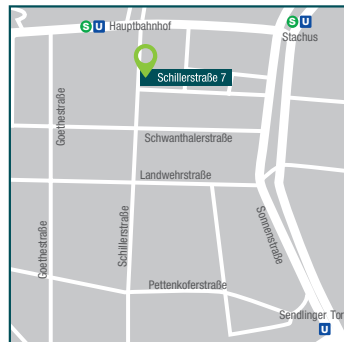 S U Hauptbahnhof
S U
Stachus
Schillerstraße 7
Goethestraße
Schwanthalerstraße
Landwehrstraße
Schillerstraße
Sonnenstraße
Goethestraße
Pettenkoferstraße
Sendlinger Tor
U